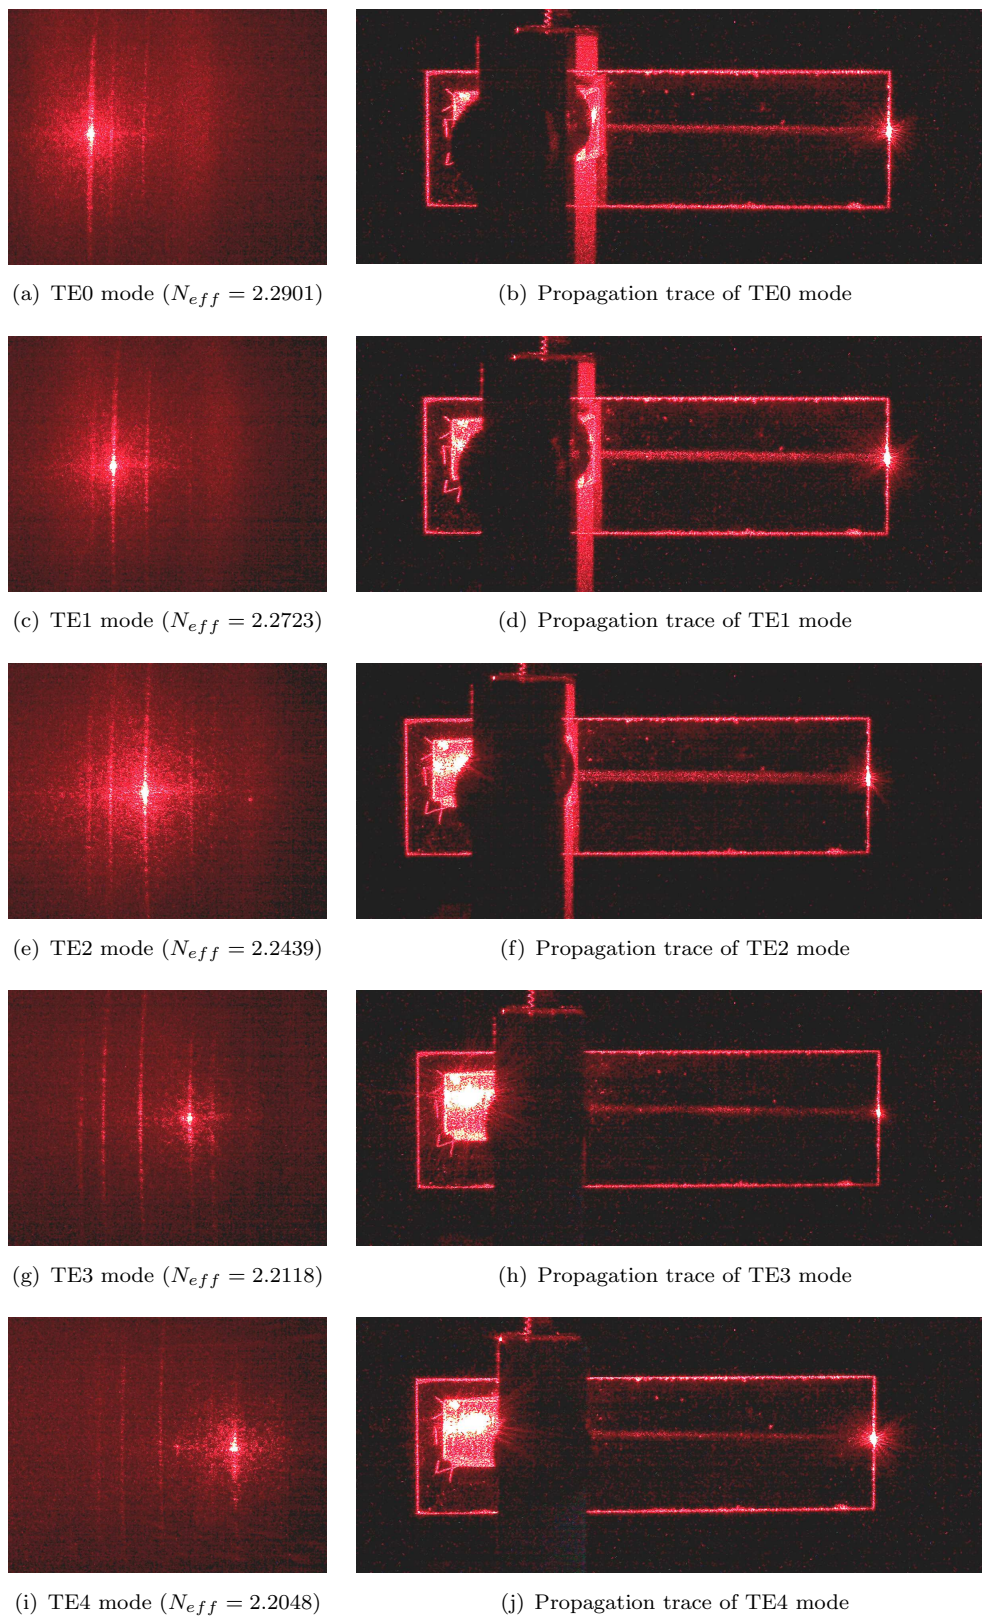 (a) TE0 mode (N_eff = 2.2901)
(b) Propagation trace of TE0 mode
(c) TE1 mode (N_eff = 2.2723)
(d) Propagation trace of TE1 mode
(e) TE2 mode (N_eff = 2.2439)
(f) Propagation trace of TE2 mode
(g) TE3 mode (N_eff = 2.2118)
(h) Propagation trace of TE3 mode
(i) TE4 mode (N_eff = 2.2048)
(j) Propagation trace of TE4 mode